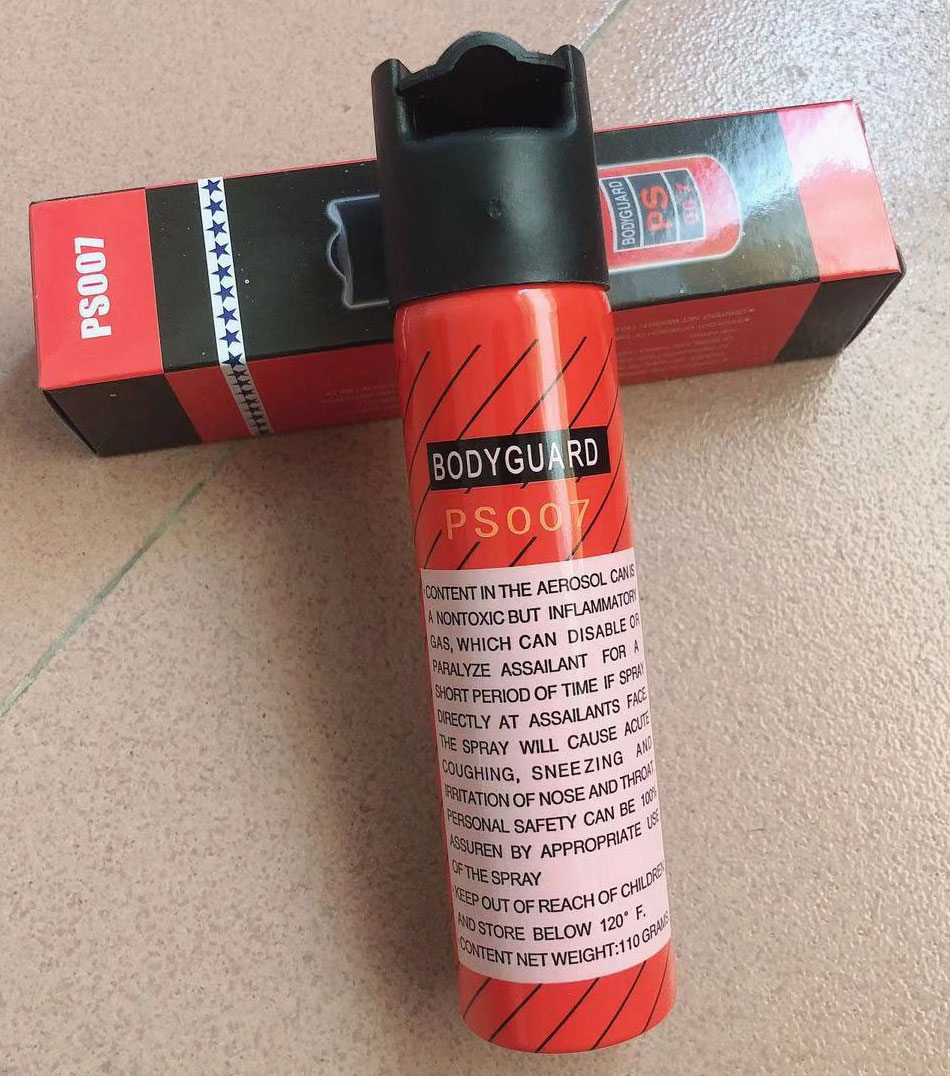 PS007
BODYGUARD
PS
BODYGUARD
PS007
CONTENT IN THE AEROSOL CAN IS
A NONTOXIC BUT INFLAMMATORY
GAS, WHICH CAN DISABLE OR
PARALYZE ASSAILANT FOR A
SHORT PERIOD OF TIME IF SPRAY
DIRECTLY AT ASSAILANTS FACE.
THE SPRAY WILL CAUSE ACUTE
COUGHING, SNEEZING AND
IRRITATION OF NOSE AND THROAT.
PERSONAL SAFETY CAN BE 100%
ASSUREN BY APPROPRIATE USE
OF THE SPRAY
KEEP OUT OF REACH OF CHILDREN
AND STORE BELOW 120° F.
CONTENT NET WEIGHT:110 GRAMS